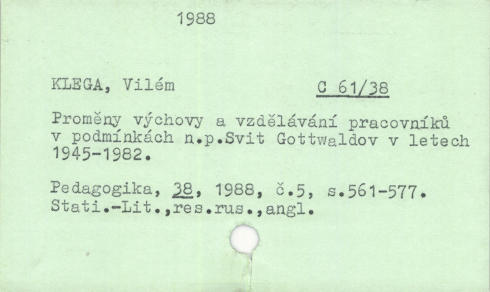 1988
KLEGA, Vilém C 61/38
Proměny výchovy a vzdělávání pracovníků
v podmínkách n.p.Svit Gottwaldov v letech
1945-1982.
Pedagogika, 38, 1988, č.5, s.561-577.
Stati.-Lit.,res.rus.,angl.